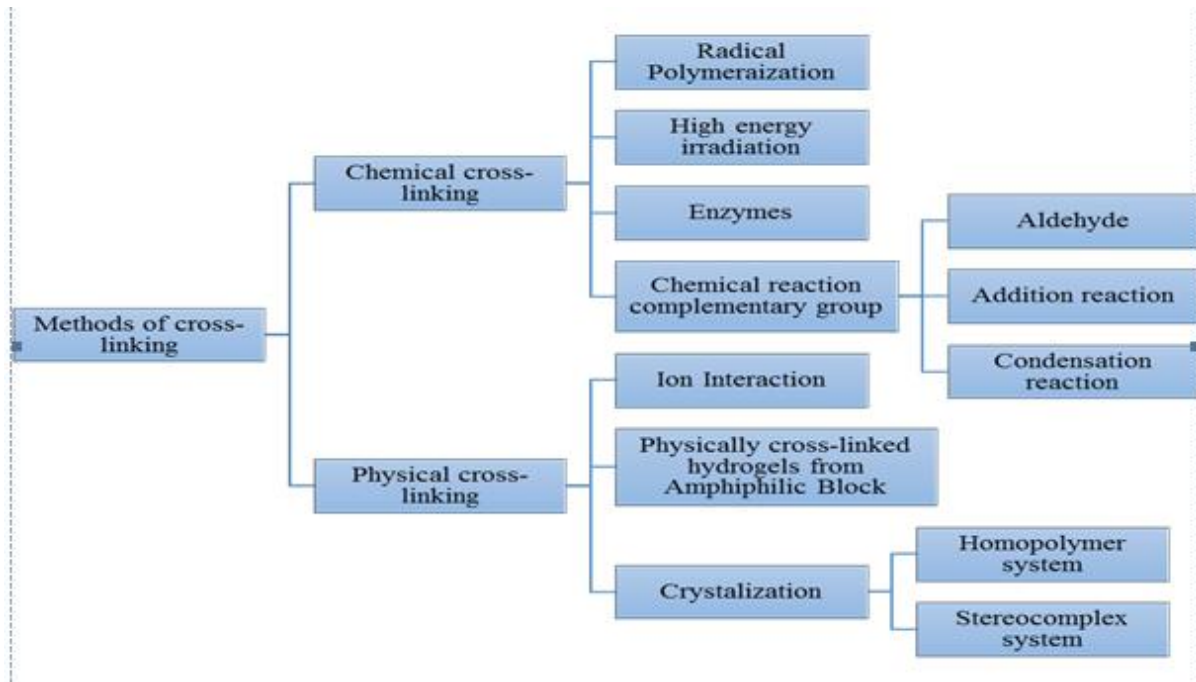 Radical
Polymeraization
High energy
irradiation
Chemical cross-
linking
Enzymes
Aldehyde
Chemical reaction
complementary group
Addition reaction
Methods of cross-
linking
Condensation
reaction
Ion Interaction
Physically cross-linked
hydrogels from
Amphiphilic Block
Physical cross-
linking
Homopolymer
system
Crystalization
Stereocomplex
system